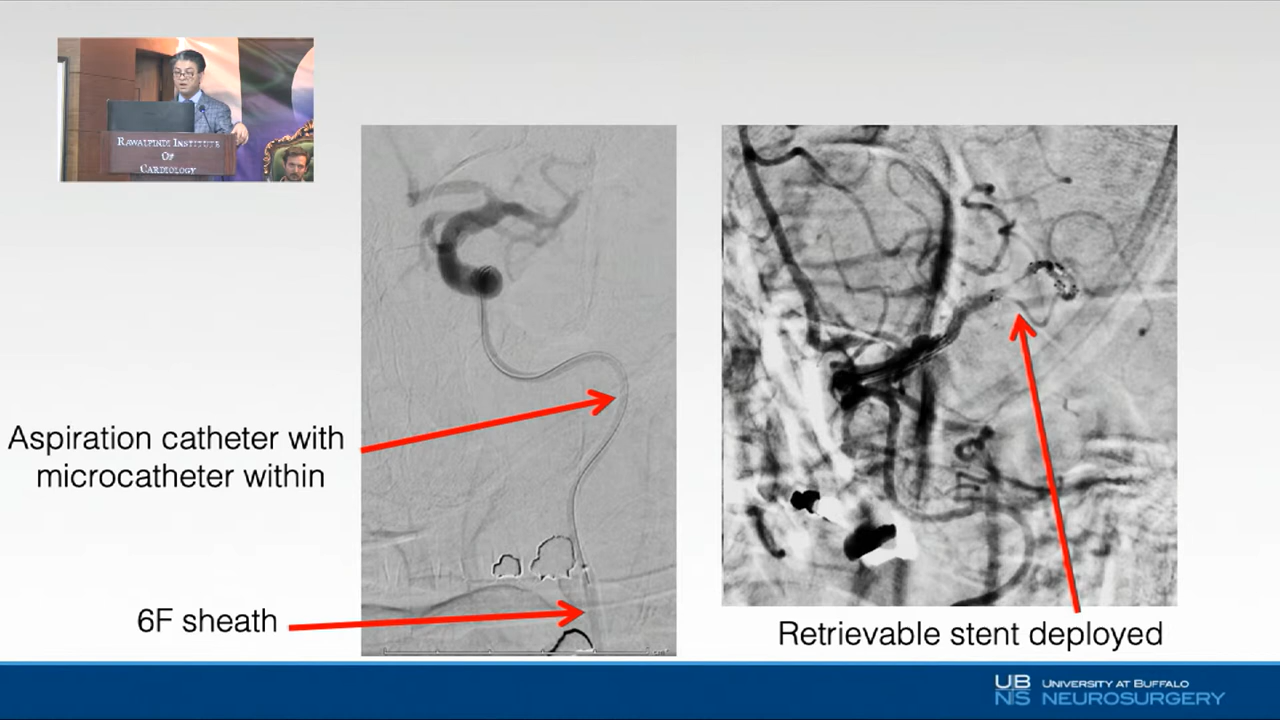 RAWALPINDI INSTITUTE
OF
CARDIOLOGY
Aspiration catheter with
microcatheter within
6F sheath
Retrievable stent deployed
UB
NS
UNIVERSITY AT BUFFALO
NEUROSURGERY